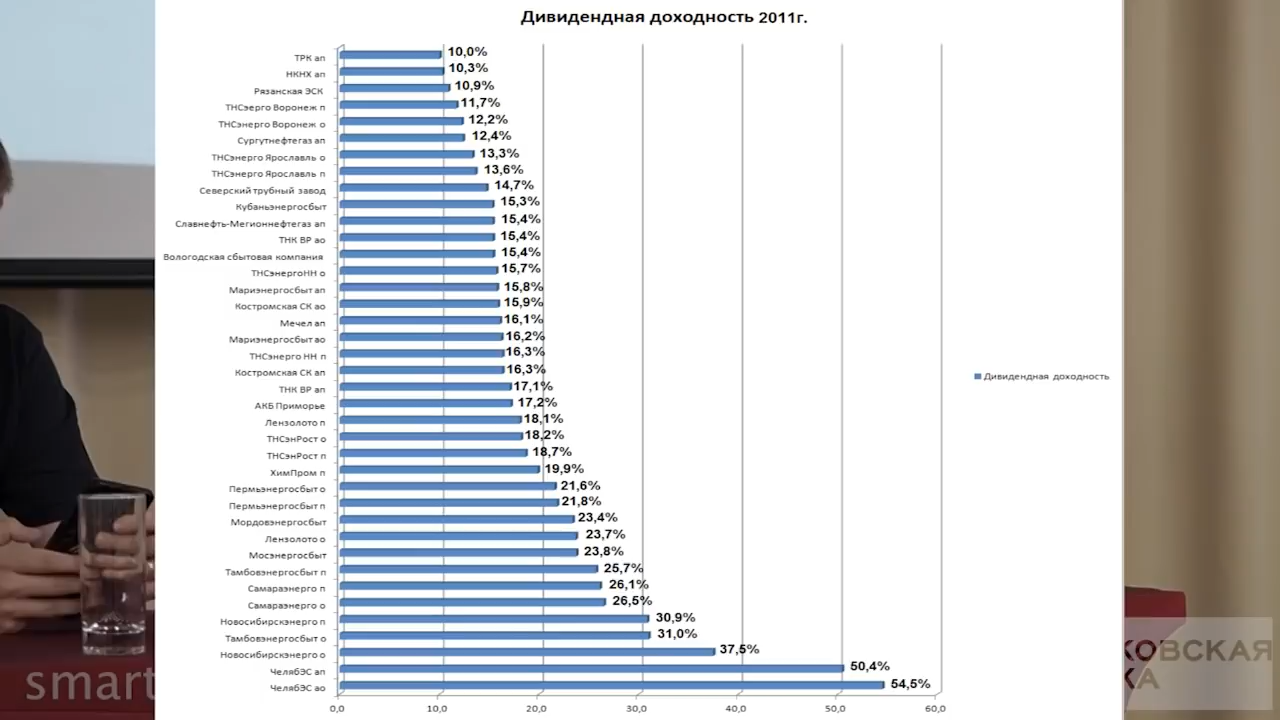 Дивидендная доходность 2011г.
ТРК ап 10,0%
НКНХ ап 10,3%
Рязанская ЭСК 10,9%
ТНСэерго Воронеж п 11,7%
ТНСэнерго Воронеж о 12,2%
Сургутнефтегаз ап 12,4%
ТНСэнерго Ярославль о 13,3%
ТНСэнерго Ярославль п 13,6%
Северский трубный завод 14,7%
Кубаньэнергосбыт 15,3%
Славнефть-Мегионнефтегаз ап 15,4%
ТНК ВР ао 15,4%
Вологодская сбытовая компания 15,4%
ТНСэнергоНН о 15,7%
Мариэнергосбыт ап 15,8%
Костромская СК ао 15,9%
Мечел ап 16,1%
Мариэнергосбыт ао 16,2%
ТНСэнерго НН п 16,3%
Костромская СК ап 16,3%
ТНК ВР ап 17,1%
АКБ Приморье 17,2%
Лензолото п 18,1%
ТНСэнРост о 18,2%
ТНСэнРост п 18,7%
ХимПром п 19,9%
Пермьэнергосбыт о 21,6%
Пермьэнергосбыт п 21,8%
Мордовэнергосбыт 23,4%
Лензолото о 23,7%
Мосэнергосбыт 23,8%
Тамбовэнергосбыт п 25,7%
Самараэнерго п 26,1%
Самараэнерго о 26,5%
Новосибирскэнерго п 30,9%
Тамбовэнергосбыт о 31,0%
Новосибирскэнерго о 37,5%
ЧелябЭС ап 50,4%
ЧелябЭС ао 54,5%
0,0 10,0 20,0 30,0 40,0 50,0 60,0
Дивидендная доходность
smart
КОВСКАЯ
КА